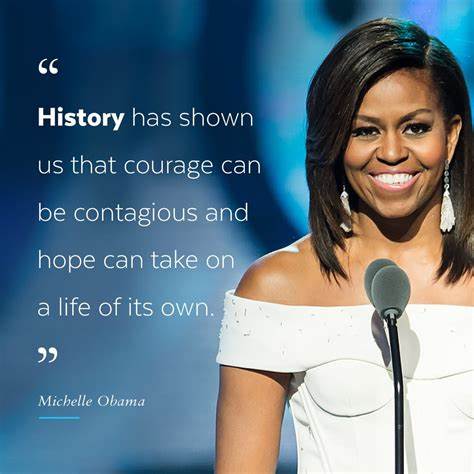 “
History has shown
us that courage can
be contagious and
hope can take on
a life of its own.
”
Michelle Obama